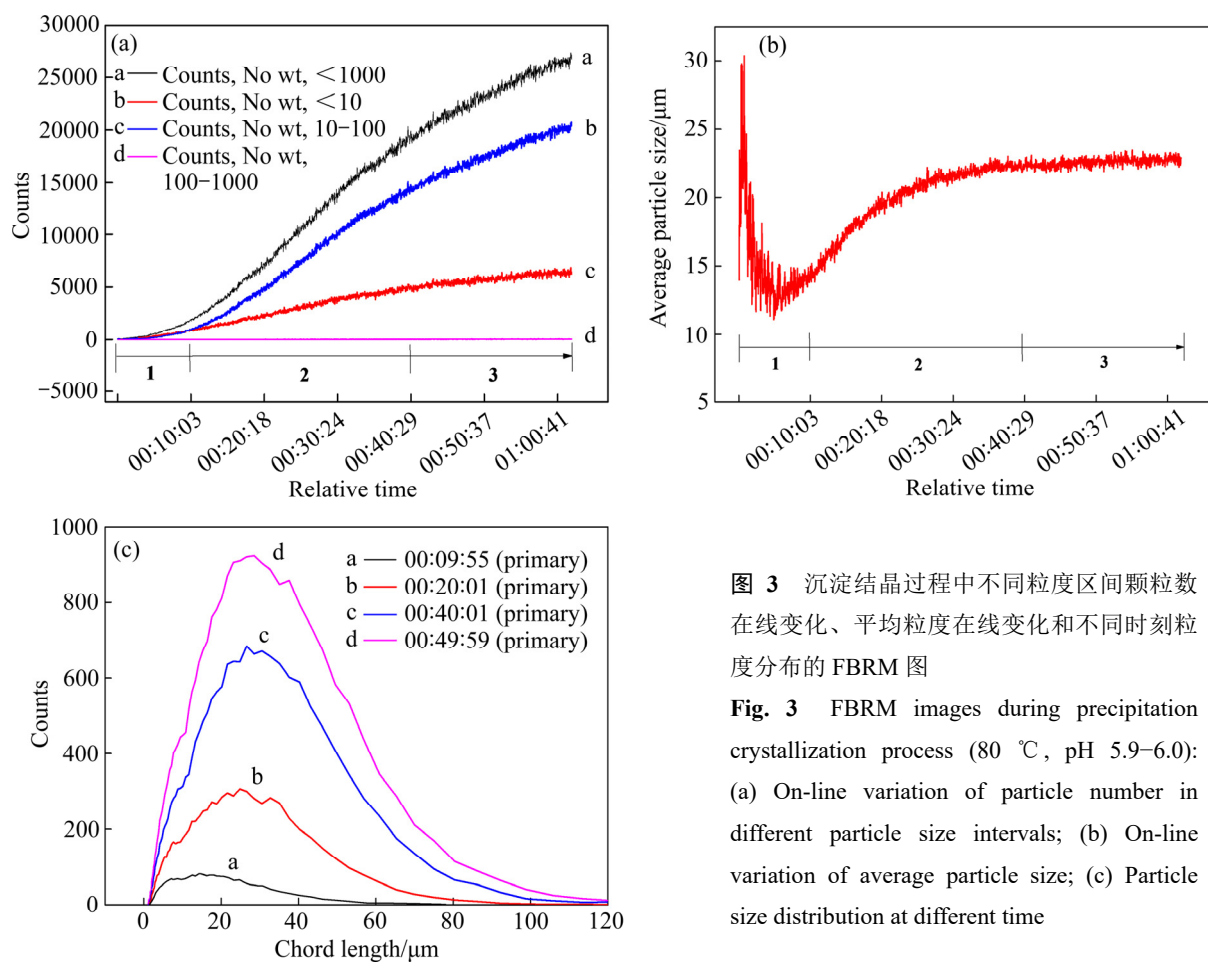 (a)
30000
25000
20000
15000
10000
5000
0
−5000
Counts
a — Counts, No wt, <1000
b — Counts, No wt, <10
c — Counts, No wt, 10−100
d — Counts, No wt,
100−1000
a
b
c
d
1
2
3
00:10:03
00:20:18
00:30:24
00:40:29
00:50:37
01:00:41
Relative time
(b)
30
25
20
15
10
5
Average particle size/μm
1
2
3
00:10:03
00:20:18
00:30:24
00:40:29
00:50:37
01:00:41
Relative time
(c)
1000
800
600
400
200
0
Counts
a — 00:09:55 (primary)
b — 00:20:01 (primary)
c — 00:40:01 (primary)
d — 00:49:59 (primary)
d
c
b
a
0
20
40
60
80
100
120
Chord length/μm
图 3 沉淀结晶过程中不同粒度区间颗粒数
在线变化、平均粒度在线变化和不同时刻粒
度分布的 FBRM 图
Fig. 3 FBRM images during precipitation
crystallization process (80 ℃, pH 5.9−6.0):
(a) On-line variation of particle number in
different particle size intervals; (b) On-line
variation of average particle size; (c) Particle
size distribution at different time